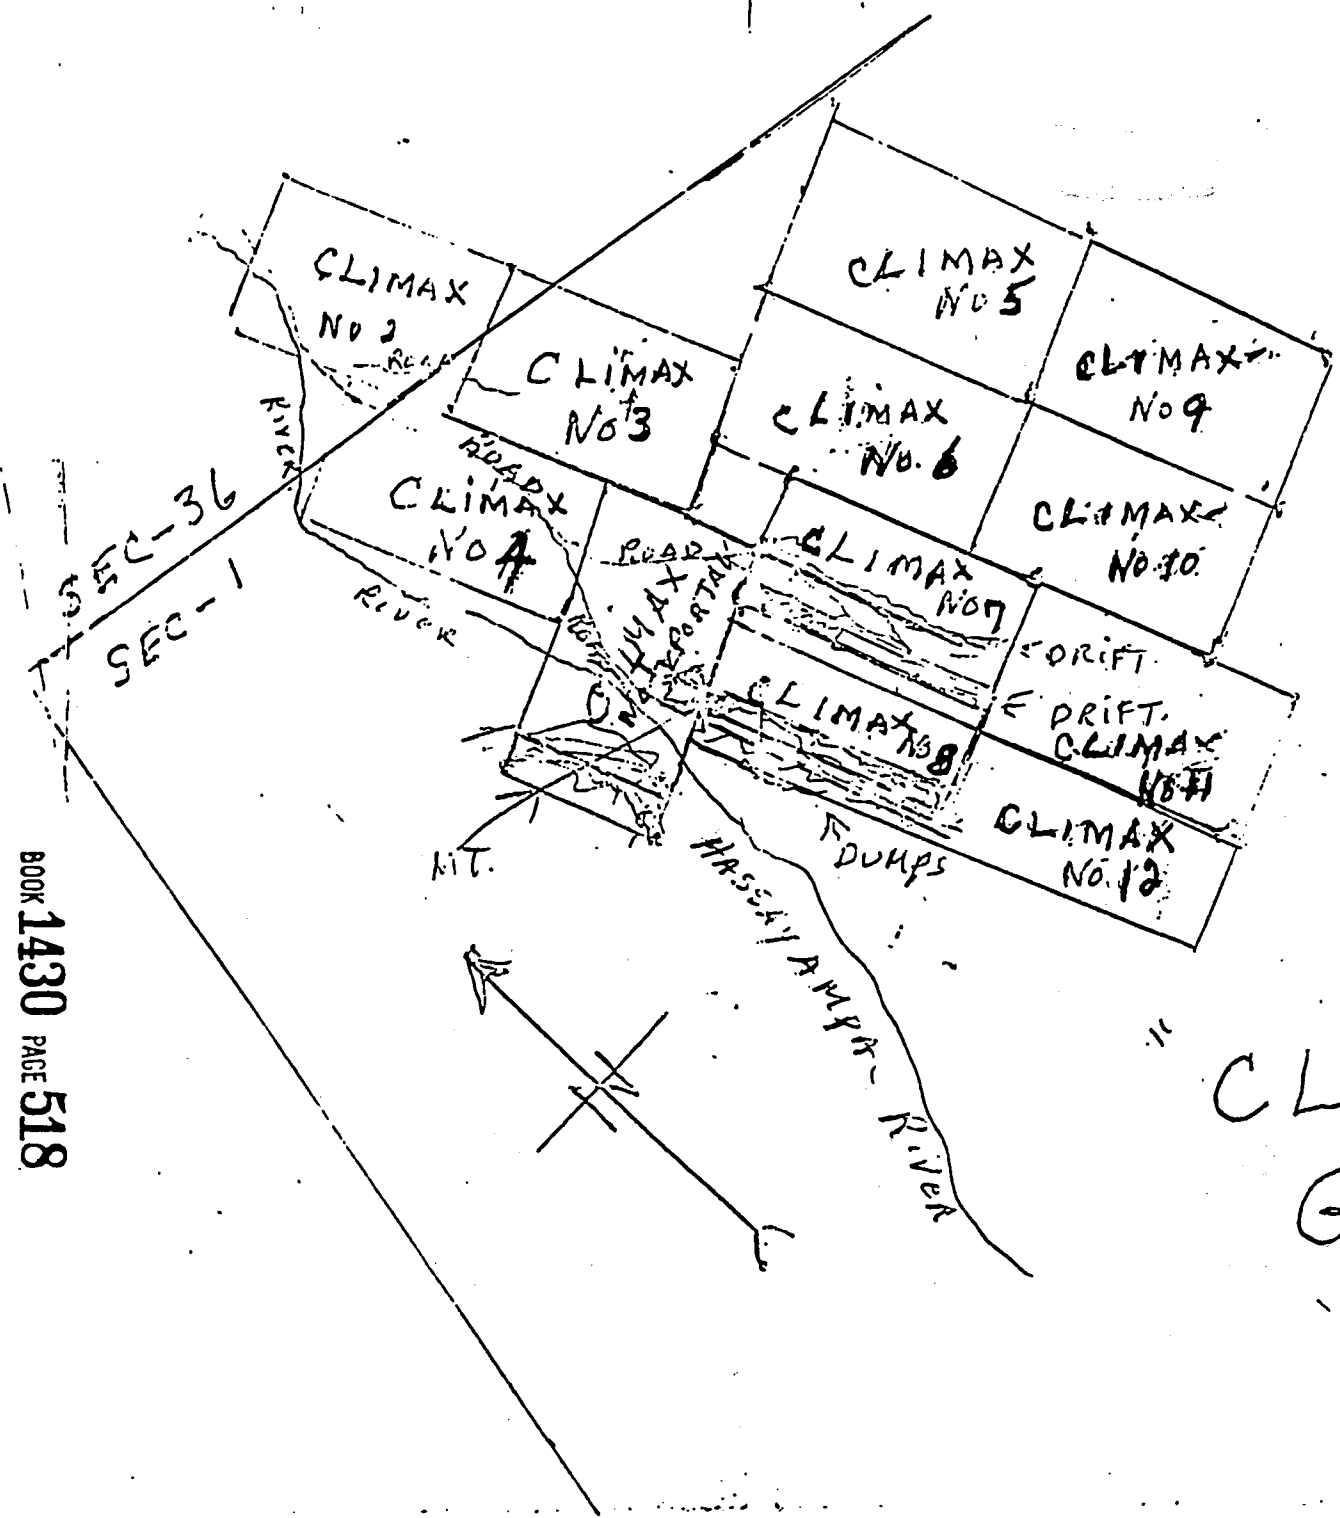 CLIMAX
No 2
ROAD
RIVER
CLIMAX
No 3
CLIMAX
No 5
CLIMAX
No. 6
CLIMAX
No 9
CLIMAX
No. 10
ROAD
CLIMAX
No 4
ROAD
RIVER
SEC-36
SEC-1
CLIMAX
PORTAL
CLIMAX
No 7
DRIFT
DRIFT.
CLIMAX
No 8
CLIMAX
No 11
CLIMAX
No. 12
DUMPS
MT.
HASSAYAMPA - RIVER
N
" CL
BOOK 1430 PAGE 518